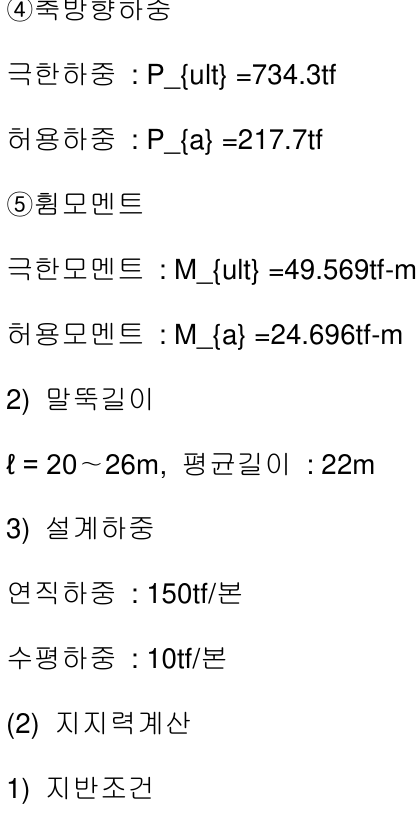 ④축방향하중
극한하중 : P_{ult} =734.3tf
허용하중 : P_{a} =217.7tf
⑤휨모멘트
극한모멘트 : M_{ult} =49.569tf-m
허용모멘트 : M_{a} =24.696tf-m
2) 말뚝길이
ℓ = 20～26m, 평균길이 : 22m
3) 설계하중
연직하중 : 150tf/본
수평하중 : 10tf/본
(2) 지지력계산
1) 지반조건